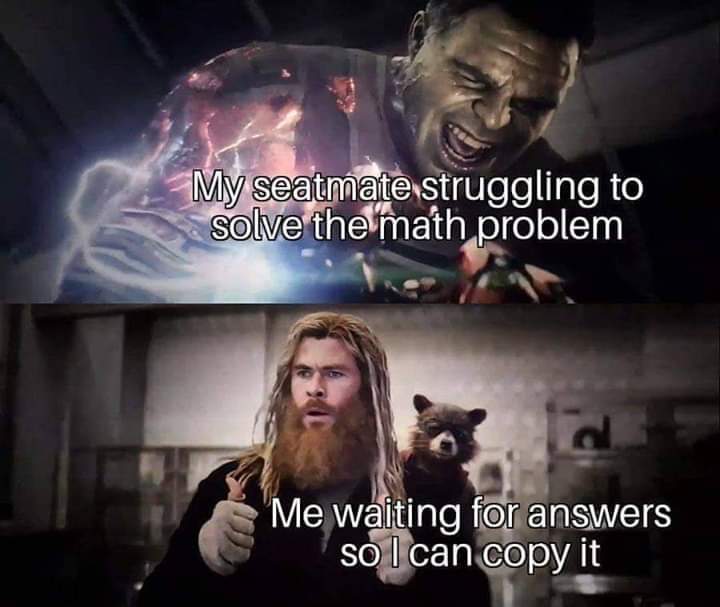 My seatmate struggling to
solve the math problem
Me waiting for answers
so I can copy it